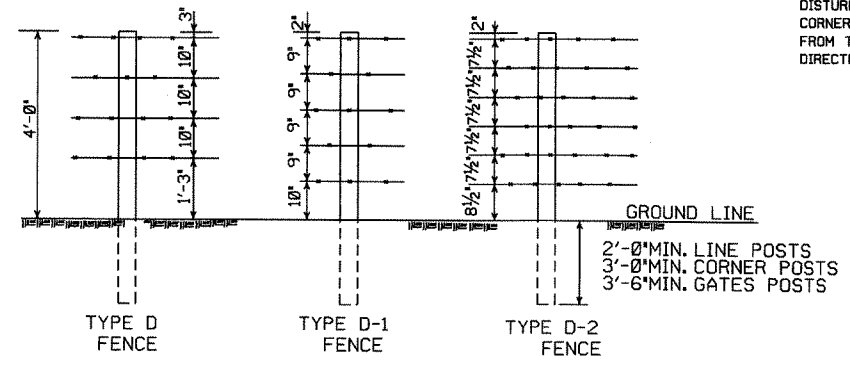 DISTUR
CORNER
FROM T
DIRECT
4'-0"
3"
10"
10"
10"
1'-3"
2"
9"
9"
9"
9"
10"
2"
7½"
7½"
7½"
7½"
7½"
8½"
GROUND LINE
2'-0"MIN. LINE POSTS
3'-0"MIN. CORNER POSTS
3'-6"MIN. GATES POSTS
TYPE D
FENCE
TYPE D-1
FENCE
TYPE D-2
FENCE